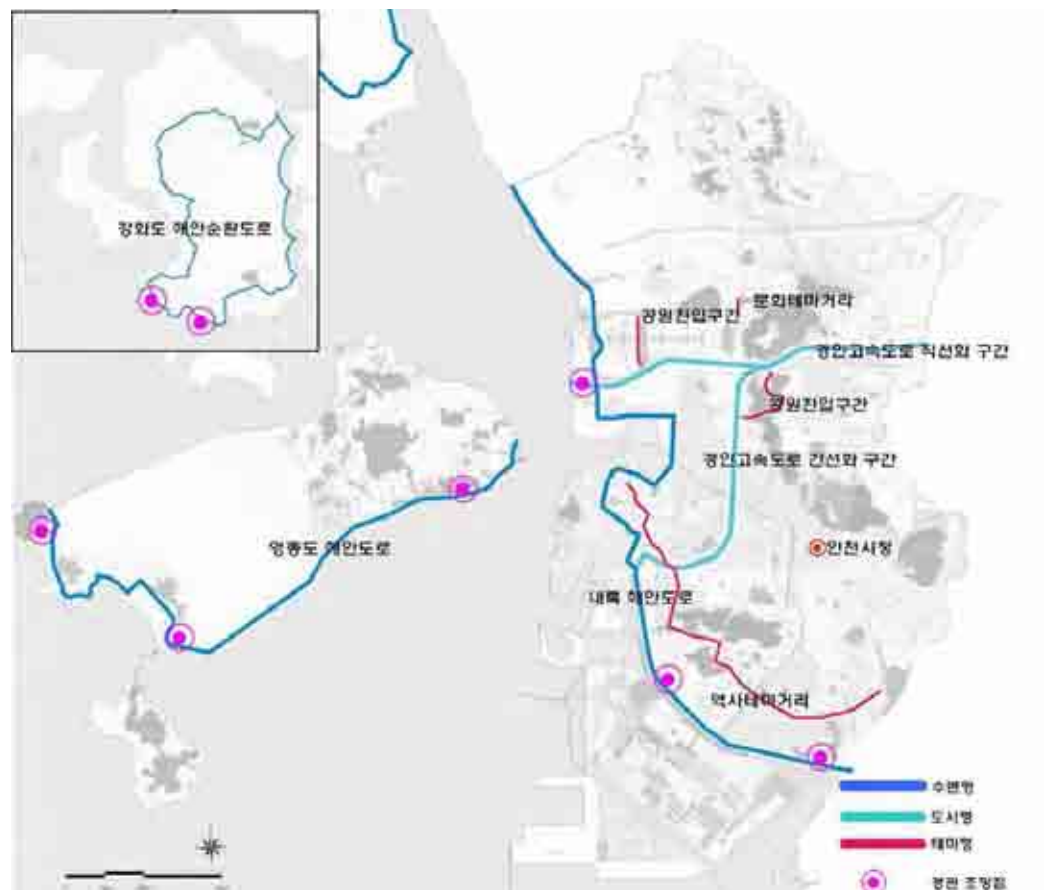 강화도 해안순환도로
문화테마거리
공원진입구간
경인고속도로 직선화 구간
공원진입구간
경인고속도로 간선화 구간
인천시청
영종도 해안도로
내륙 해안도로
역사테마거리
수변형
도시형
테마형
경관 조망점